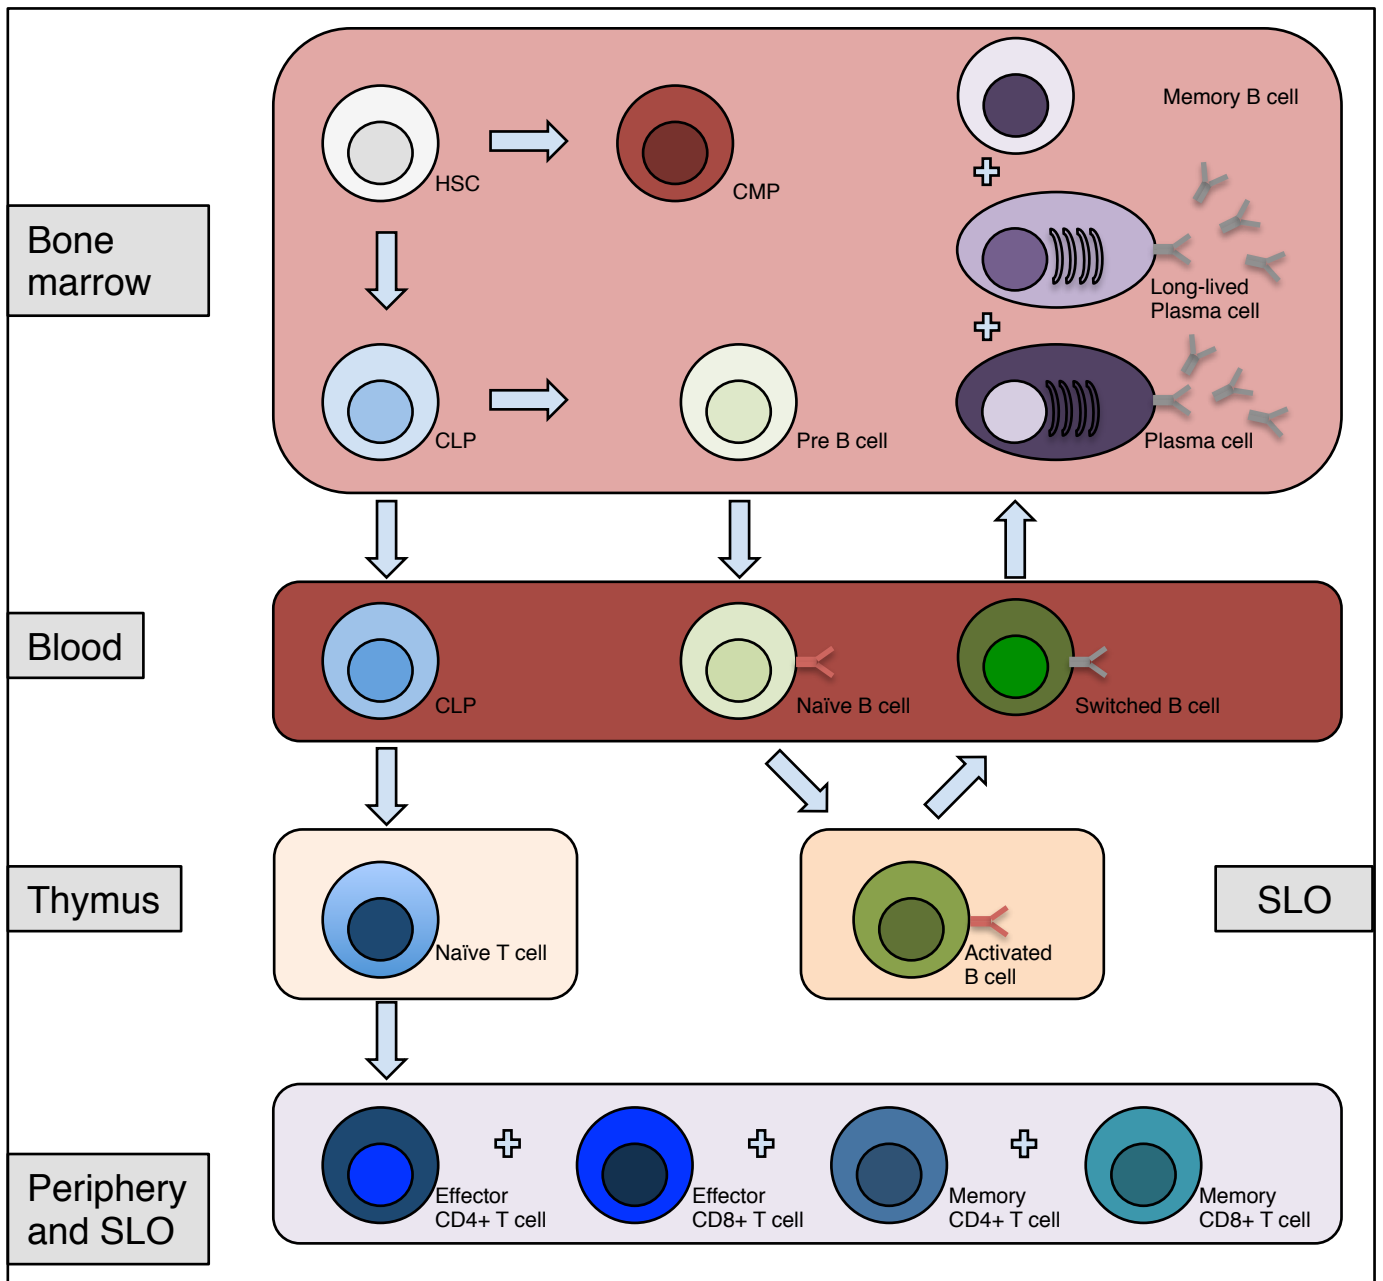 Bone
marrow
HSC
CMP
Memory B cell
Long-lived
Plasma cell
CLP
Pre B cell
Plasma cell
Blood
CLP
Naïve B cell
Switched B cell
Thymus
Naïve T cell
Activated
B cell
SLO
Periphery
and SLO
Effector
CD4+ T cell
Effector
CD8+ T cell
Memory
CD4+ T cell
Memory
CD8+ T cell